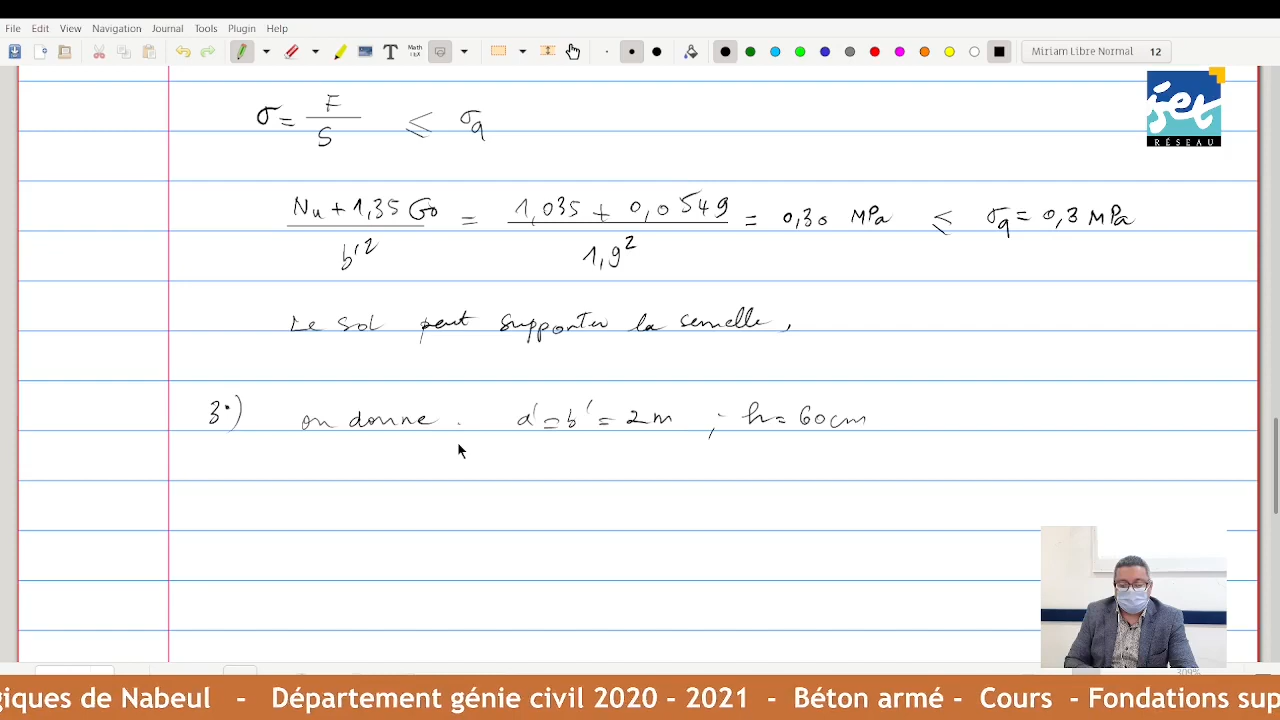 File Edit View Navigation Journal Tools Plugin Help
Math TEX Miriam Libre Normal 12
iset
RÉSEAU
σ = F/S ≤ σq
(Nu + 1,35 G0)/b'² = (1,035 + 0,0549)/1,9² = 0,30 MPa ≤ σq = 0,3 MPa
Le sol peut supporter la semelle,
3°) on donne : a' = b' = 2m ; h = 60cm
309%
giques de Nabeul - Département génie civil 2020 - 2021 - Béton armé - Cours - Fondations sup